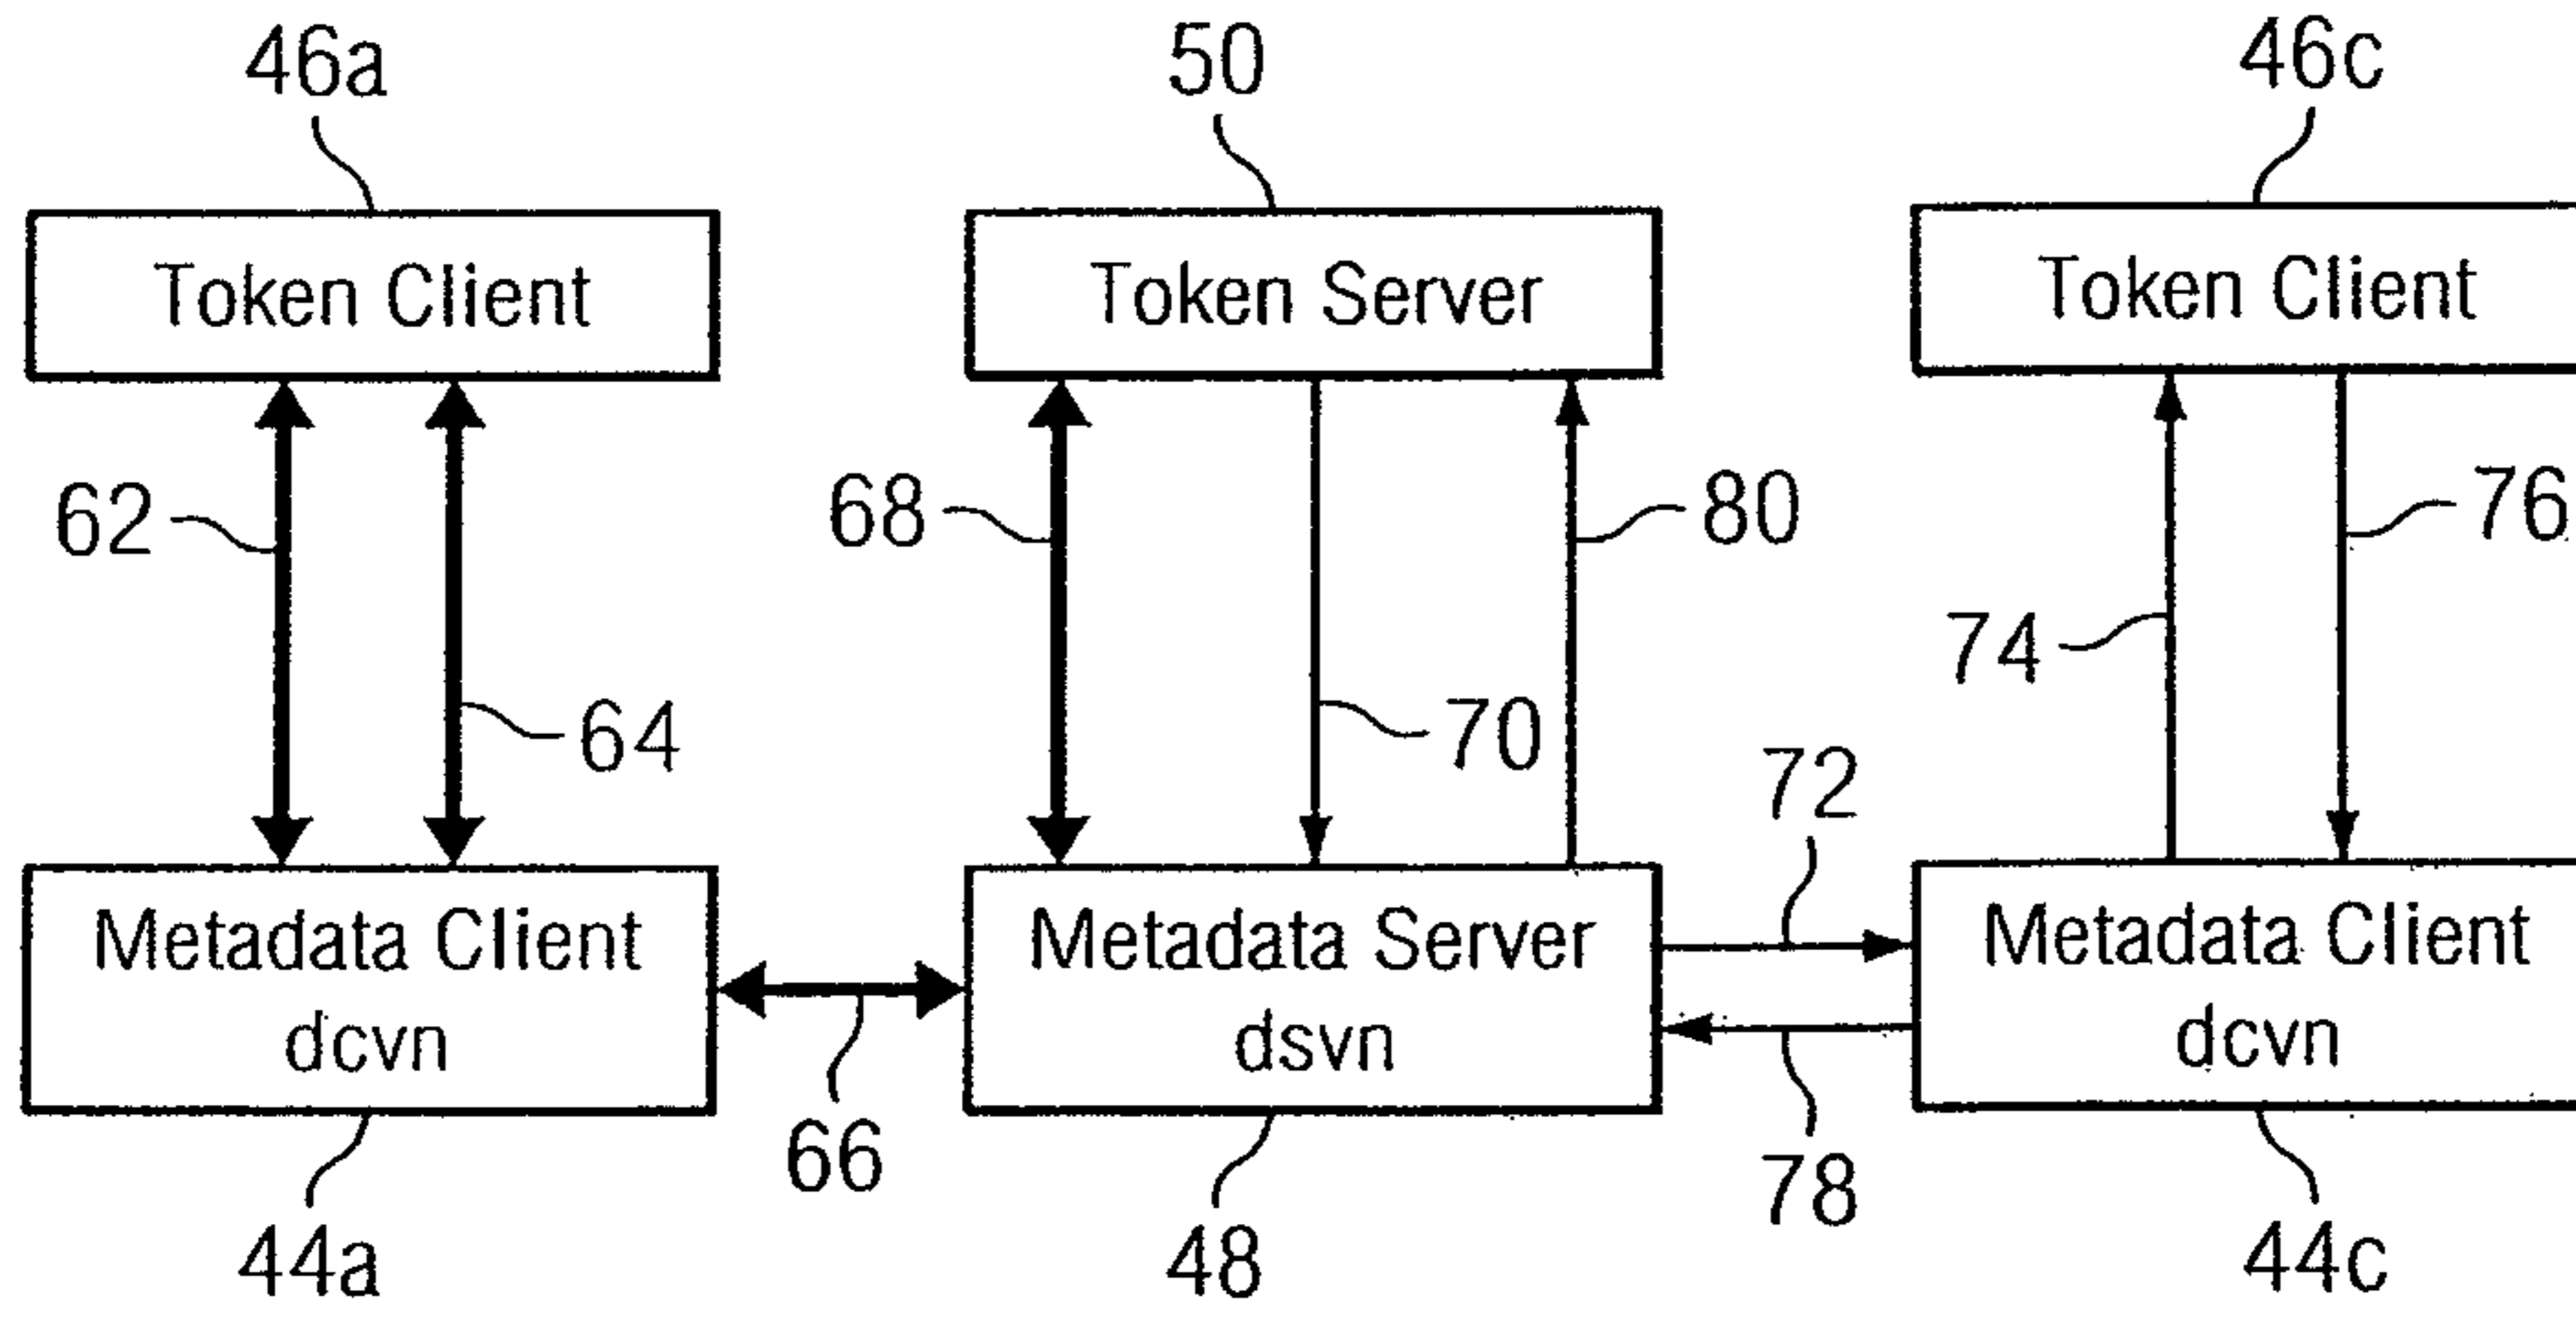 46a
50
46c
Token Client
Token Server
Token Client
62
64
68
70
80
74
76
72
Metadata Client
dcvn
Metadata Server
dsvn
Metadata Client
dcvn
66
78
44a
48
44c